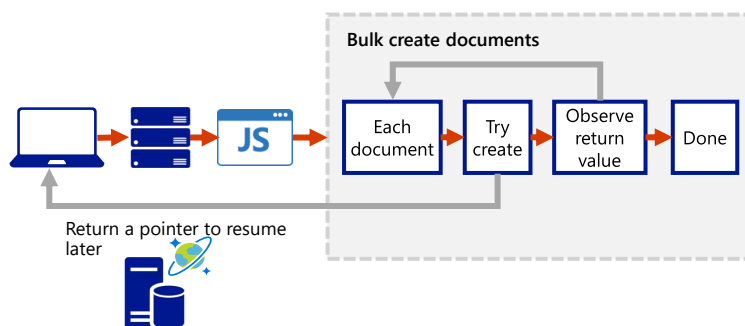 Bulk create documents
JS
Each
document
Try
create
Observe
return
value
Done
Return a pointer to resume
later